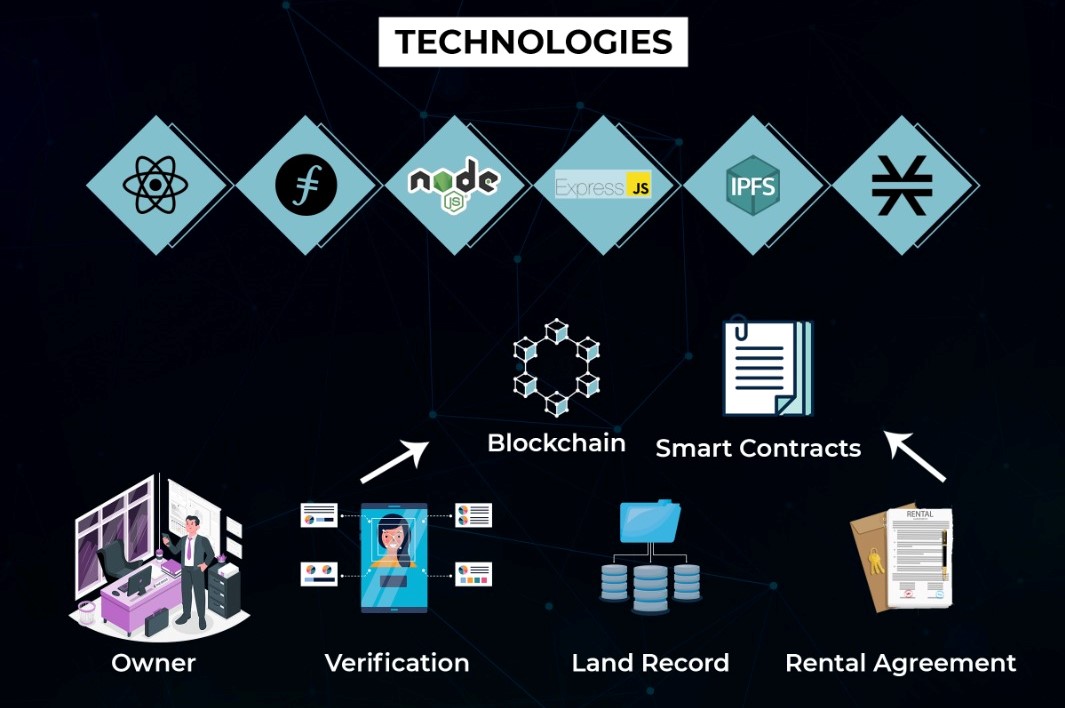 TECHNOLOGIES
node
JS
Express JS
IPFS
Blockchain
Smart Contracts
RENTAL
Owner
Verification
Land Record
Rental Agreement